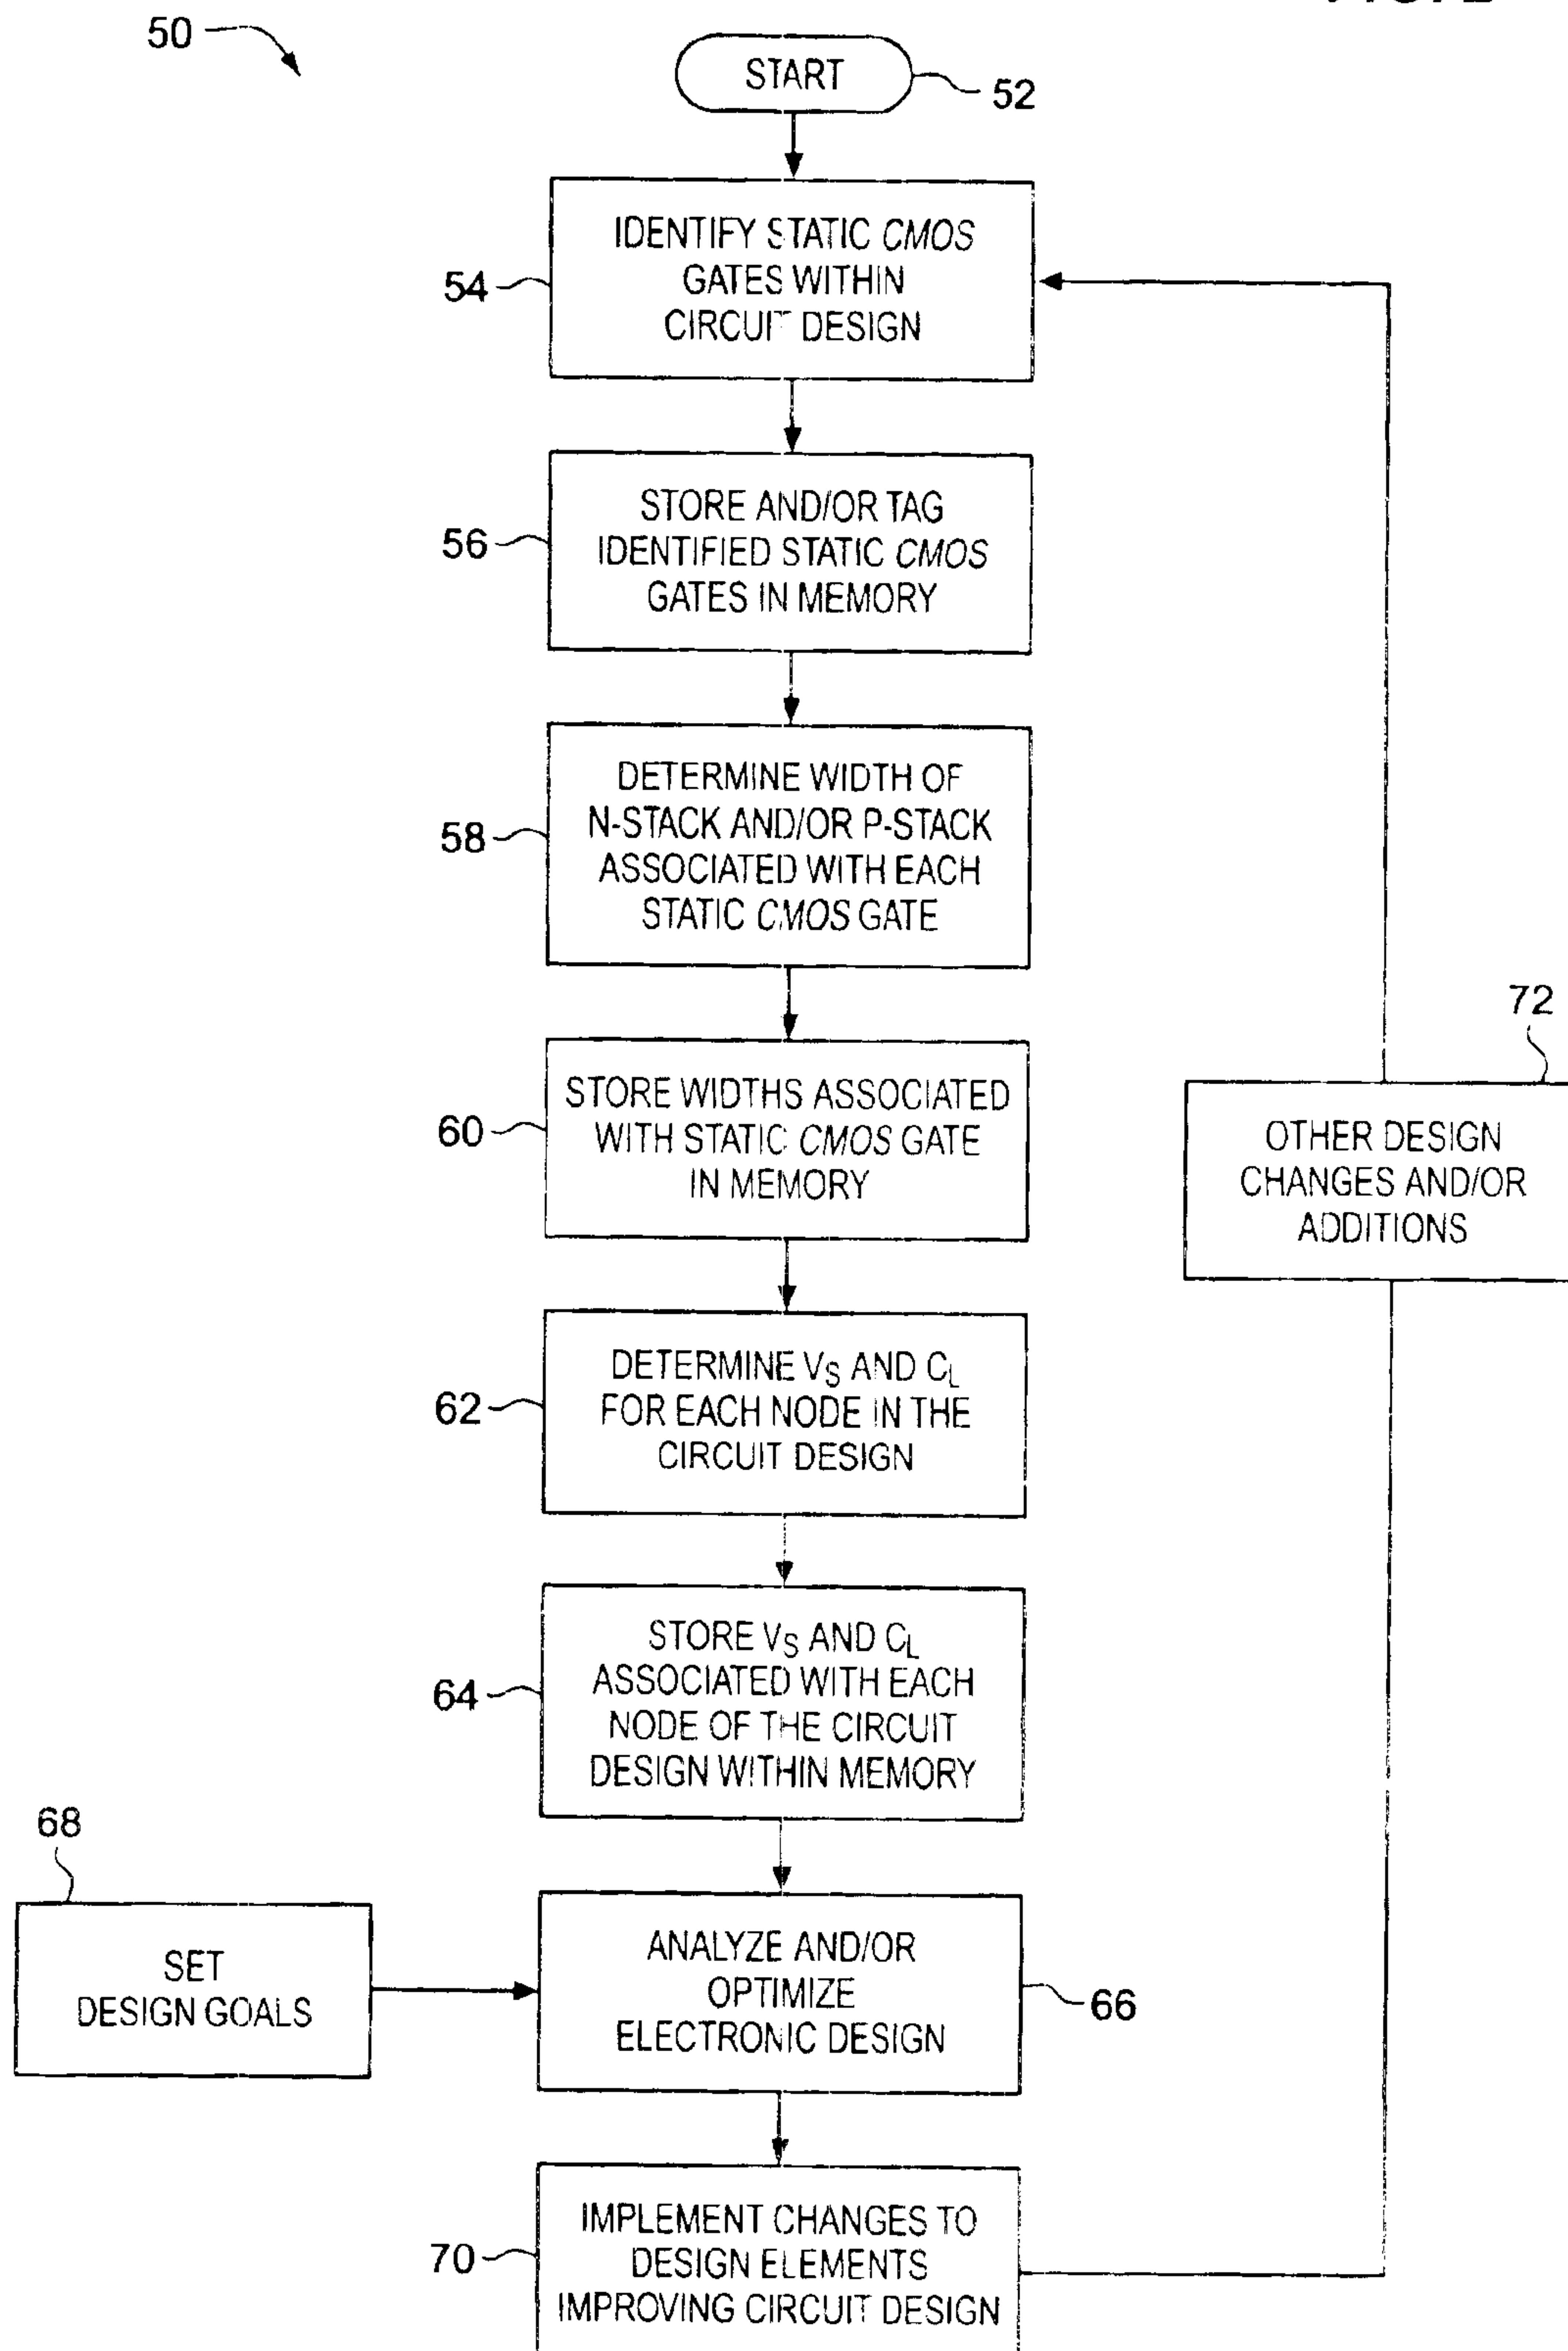 50
START
52
IDENTIFY STATIC CMOS
GATES WITHIN
CIRCUIT DESIGN
54
STORE AND/OR TAG
IDENTIFIED STATIC CMOS
GATES IN MEMORY
56
DETERMINE WIDTH OF
N-STACK AND/OR P-STACK
ASSOCIATED WITH EACH
STATIC CMOS GATE
58
STORE WIDTHS ASSOCIATED
WITH STATIC CMOS GATE
IN MEMORY
60
72
OTHER DESIGN
CHANGES AND/OR
ADDITIONS
DETERMINE VS AND CL
FOR EACH NODE IN THE
CIRCUIT DESIGN
62
STORE VS AND CL
ASSOCIATED WITH EACH
NODE OF THE CIRCUIT
DESIGN WITHIN MEMORY
64
68
SET
DESIGN GOALS
ANALYZE AND/OR
OPTIMIZE
ELECTRONIC DESIGN
66
IMPLEMENT CHANGES TO
DESIGN ELEMENTS
IMPROVING CIRCUIT DESIGN
70